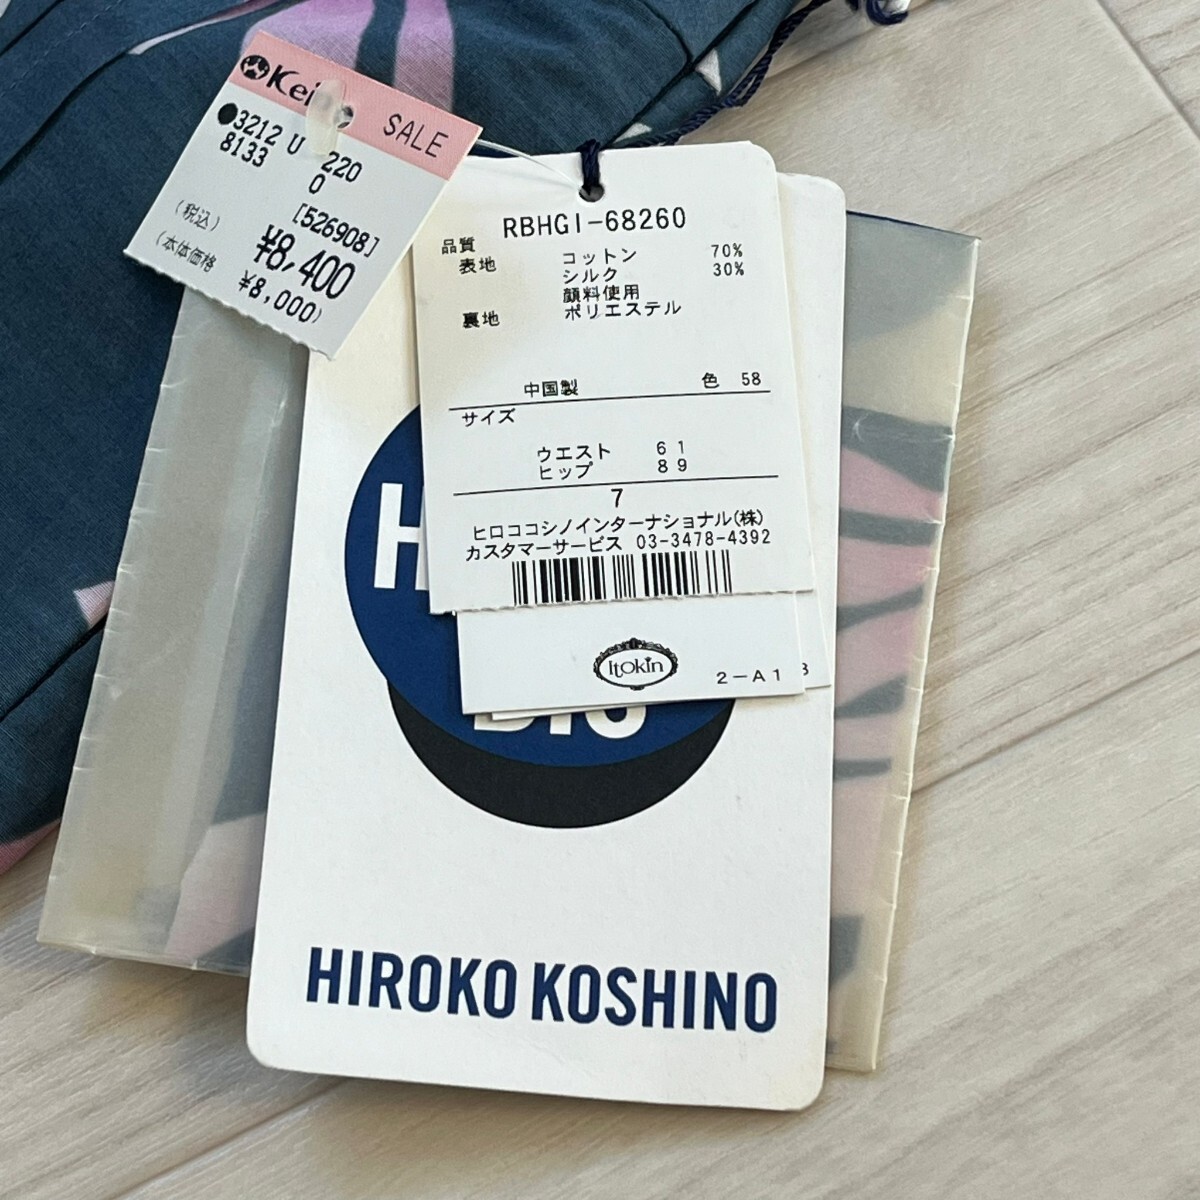 Kei
SALE
●3212 U 220
8133 0
[526908]
(税込) ¥8,400
(本体価格 ¥8,000)
RBHGI-68260
品質
表地 コットン 70%
シルク 30%
顔料使用
裏地 ポリエステル
中国製 色 58
サイズ
ウエスト 61
ヒップ 89
7
ヒロココシノインターナショナル(株)
カスタマーサービス 03-3478-4392
Itokin
2-A1
HIROKO KOSHINO